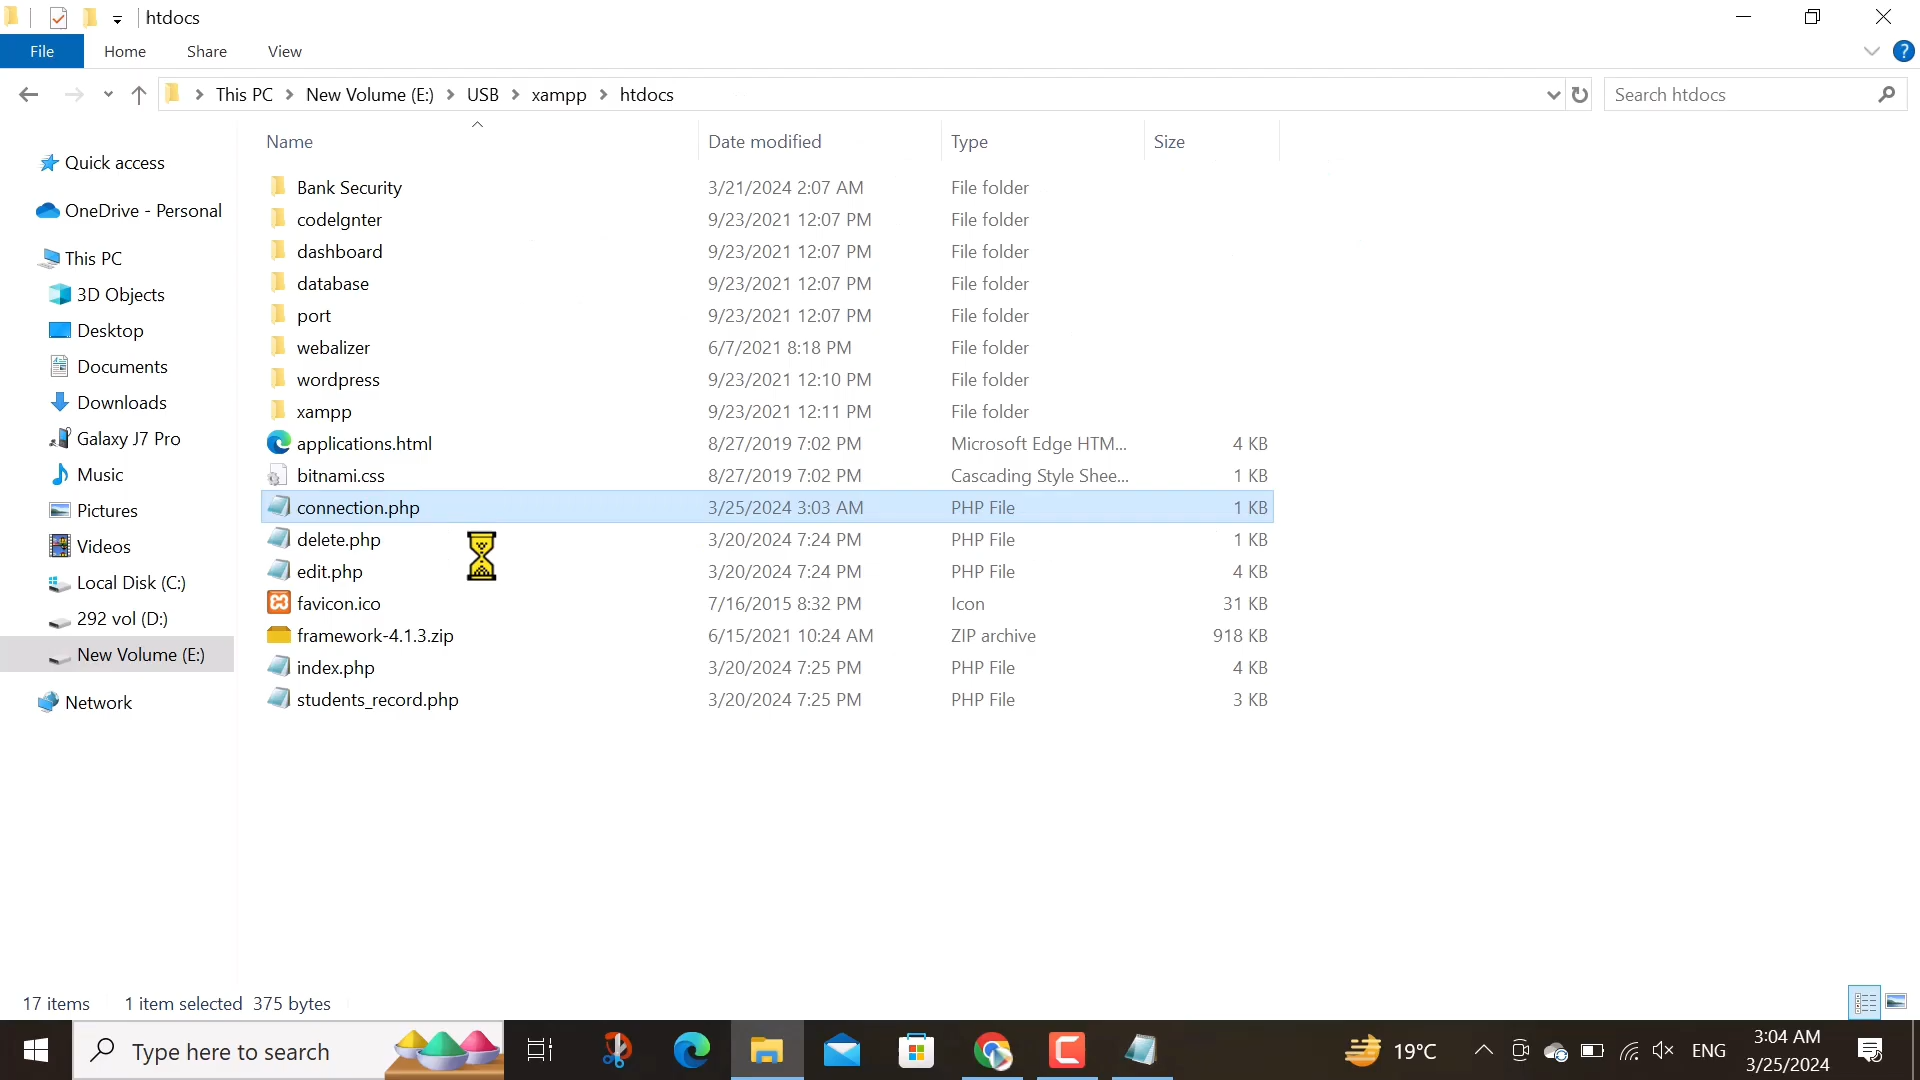 htdocs
File Home Share View
This PC New Volume (E:) USB xampp htdocs
Search htdocs
Name Date modified Type Size
Quick access
OneDrive - Personal
This PC
3D Objects
Desktop
Documents
Downloads
Galaxy J7 Pro
Music
Pictures
Videos
Local Disk (C:)
292 vol (D:)
New Volume (E:)
Network
Bank Security 3/21/2024 2:07 AM File folder
codeIgnter 9/23/2021 12:07 PM File folder
dashboard 9/23/2021 12:07 PM File folder
database 9/23/2021 12:07 PM File folder
port 9/23/2021 12:07 PM File folder
webalizer 6/7/2021 8:18 PM File folder
wordpress 9/23/2021 12:10 PM File folder
xampp 9/23/2021 12:11 PM File folder
applications.html 8/27/2019 7:02 PM Microsoft Edge HTM... 4 KB
bitnami.css 8/27/2019 7:02 PM Cascading Style Shee... 1 KB
connection.php 3/25/2024 3:03 AM PHP File 1 KB
delete.php 3/20/2024 7:24 PM PHP File 1 KB
edit.php 3/20/2024 7:24 PM PHP File 4 KB
favicon.ico 7/16/2015 8:32 PM Icon 31 KB
framework-4.1.3.zip 6/15/2021 10:24 AM ZIP archive 918 KB
index.php 3/20/2024 7:25 PM PHP File 4 KB
students_record.php 3/20/2024 7:25 PM PHP File 3 KB
17 items 1 item selected 375 bytes
Type here to search
19°C
ENG
3:04 AM
3/25/2024